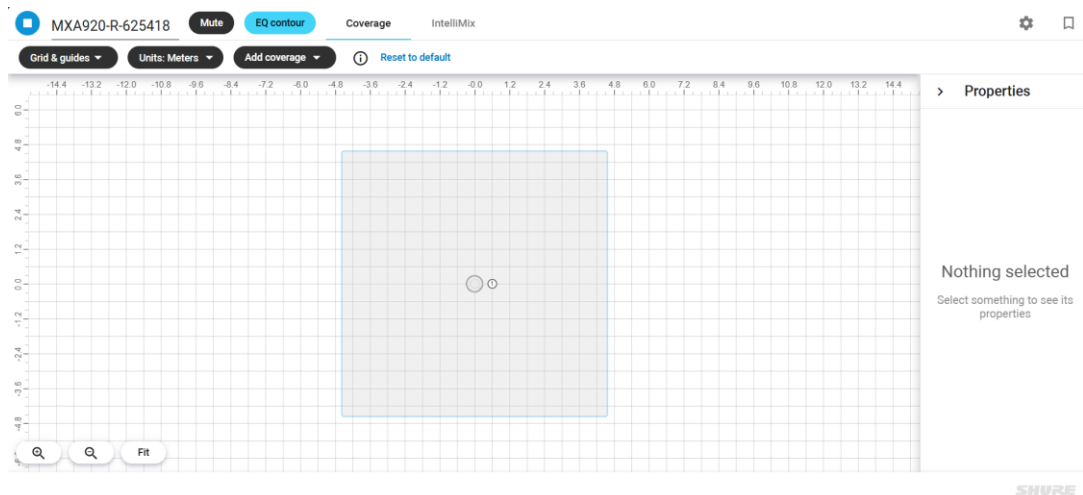 MXA920-R-625418 Mute EQ contour Coverage IntelliMix
Grid & guides Units: Meters Add coverage Reset to default
-14.4 -13.2 -12.0 -10.8 -9.6 -8.4 -7.2 -6.0 -4.8 -3.6 -2.4 -1.2 -0.0 1.2 2.4 3.6 4.8 6.0 7.2 8.4 9.6 10.8 12.0 13.2 14.4
Properties
6.0
4.8
3.6
2.4
1.2
0.0
1
-1.2
-2.4
-3.6
-4.8
Nothing selected
Select something to see its
properties
Fit
SHURE